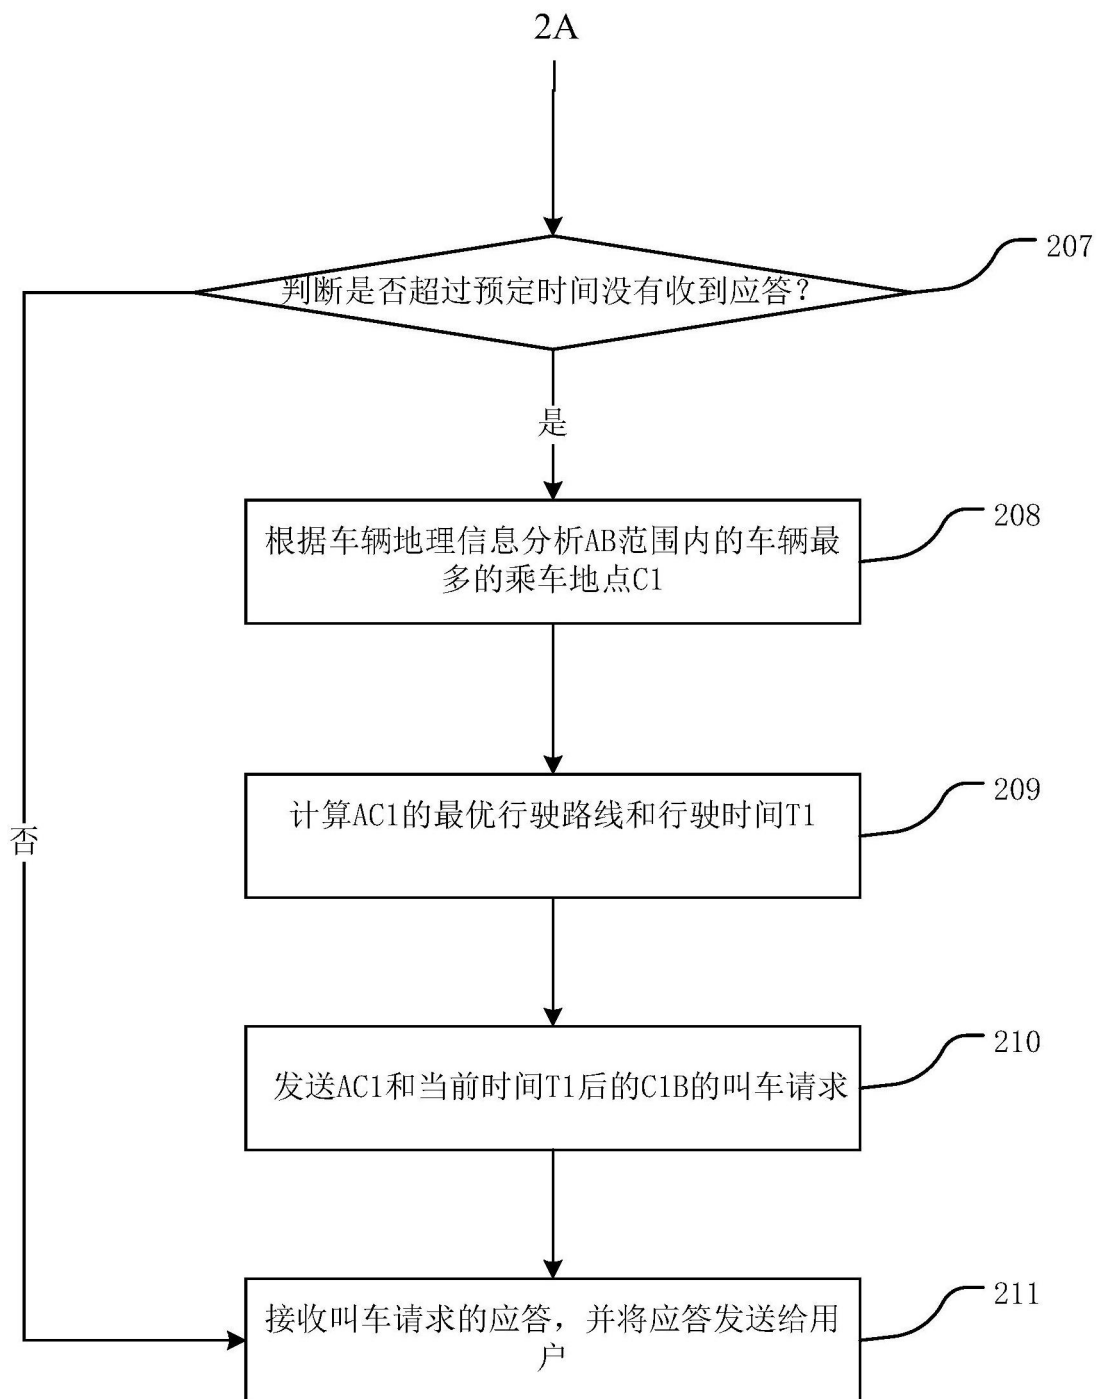 2A
207
判断是否超过预定时间没有收到应答？
是
208
根据车辆地理信息分析AB范围内的车辆最
多的乘车地点C1
209
计算AC1的最优行驶路线和行驶时间T1
否
210
发送AC1和当前时间T1后的C1B的叫车请求
211
接收叫车请求的应答，并将应答发送给用
户